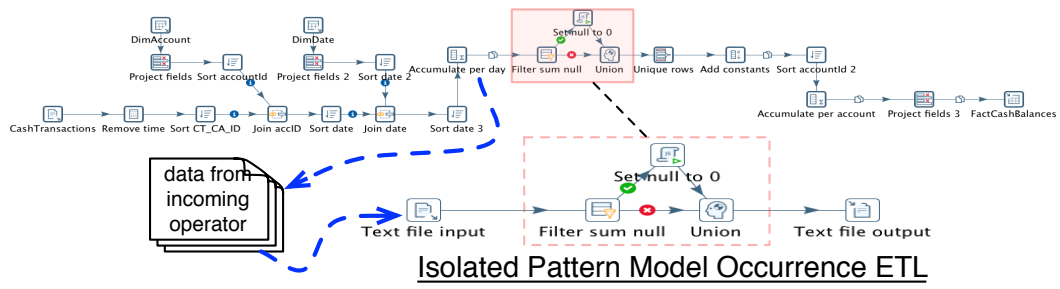 DimAccount
DimDate
Set null to 0
Project fields
Sort accountId
Project fields 2
Sort date 2
Accumulate per day
Filter sum null
Union
Unique rows
Add constants
Sort accountId 2
CashTransactions
Remove time
Sort CT_CA_ID
Join accID
Sort date
Join date
Sort date 3
Accumulate per account
Project fields 3
FactCashBalances
data from
incoming
operator
Set null to 0
Text file input
Filter sum null
Union
Text file output
Isolated Pattern Model Occurrence ETL